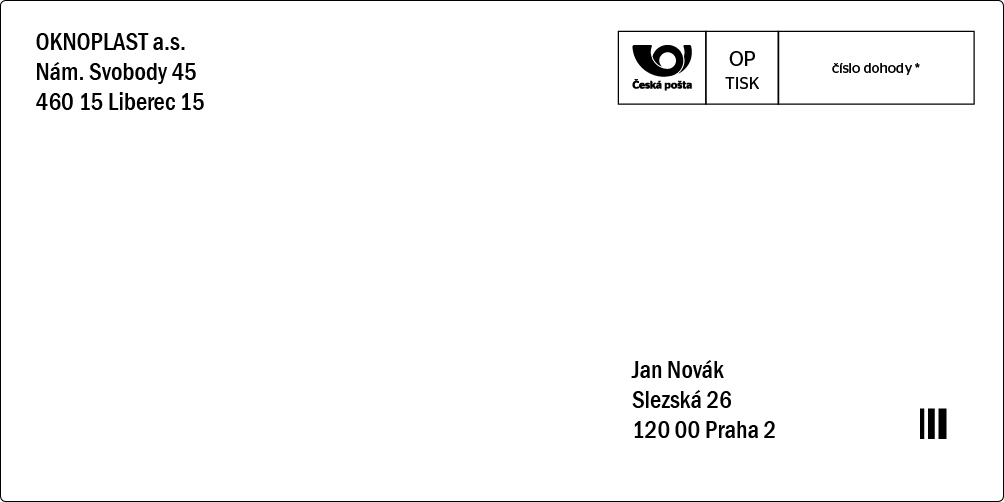 OKNOPLAST a.s.
Nám. Svobody 45
460 15 Liberec 15
Česká pošta
OP
TISK
číslo dohody *
Jan Novák
Slezská 26
120 00 Praha 2